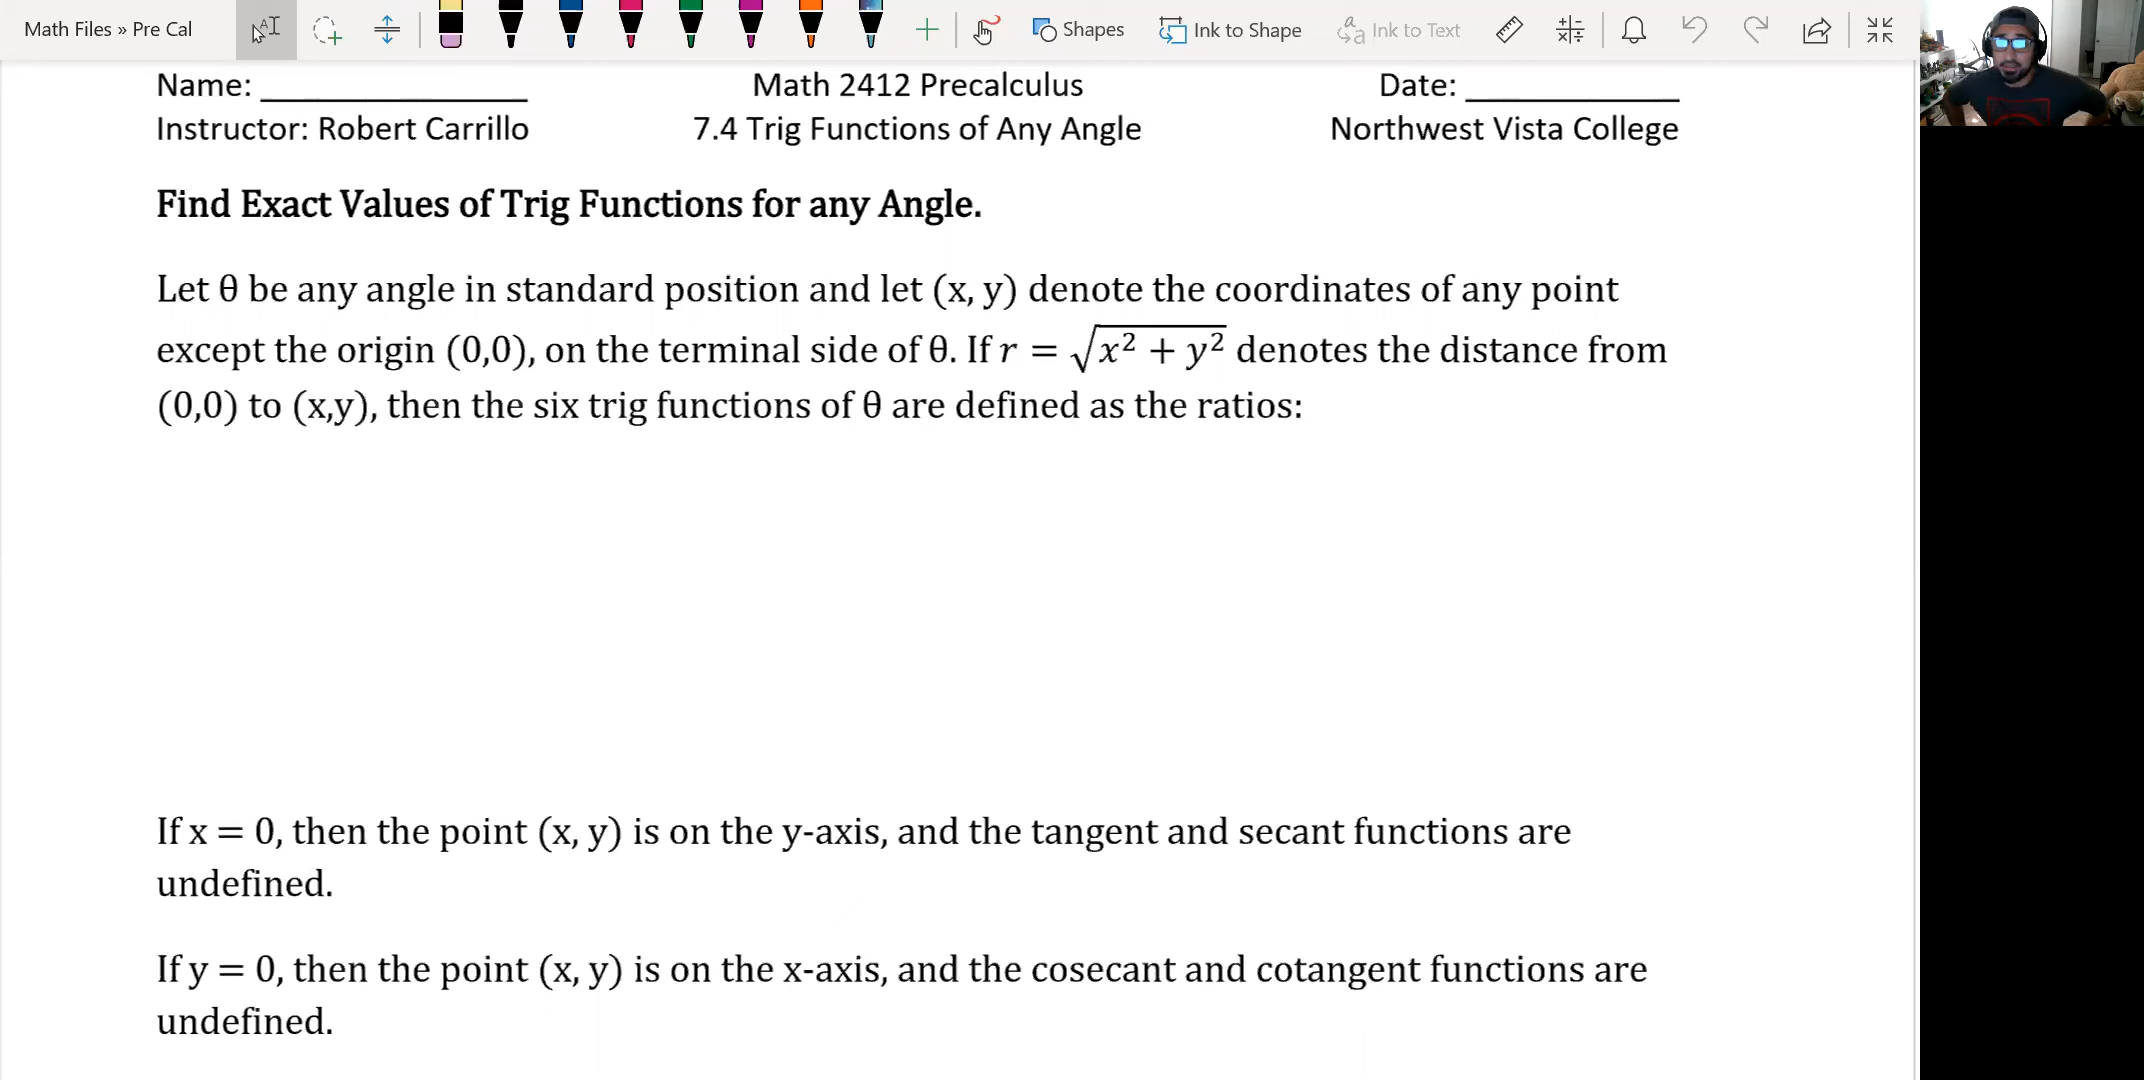 Math Files » Pre Cal
Shapes
Ink to Shape
Ink to Text
Name: _______________ Math 2412 Precalculus Date: ____________
Instructor: Robert Carrillo 7.4 Trig Functions of Any Angle Northwest Vista College
Find Exact Values of Trig Functions for any Angle.
Let θ be any angle in standard position and let (x, y) denote the coordinates of any point
except the origin (0,0), on the terminal side of θ. If r = √x² + y² denotes the distance from
(0,0) to (x,y), then the six trig functions of θ are defined as the ratios:
If x = 0, then the point (x, y) is on the y-axis, and the tangent and secant functions are
undefined.
If y = 0, then the point (x, y) is on the x-axis, and the cosecant and cotangent functions are
undefined.